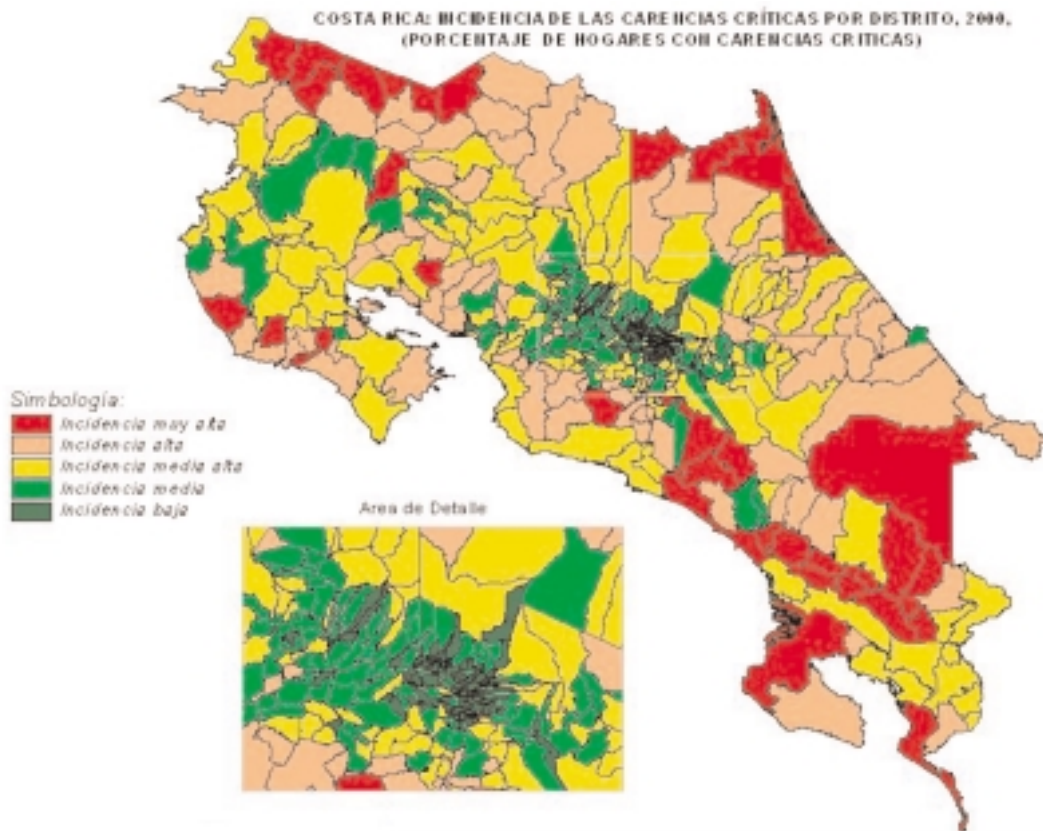 COSTA RICA: INCIDENCIA DE LAS CARENCIAS CRÍTICAS POR DISTRITO, 2000,
(PORCENTAJE DE HOGARES CON CARENCIAS CRITICAS)
Simbología:
Incidencia muy alta
Incidencia alta
Incidencia media alta
Incidencia media
Incidencia baja
Area de Detalle